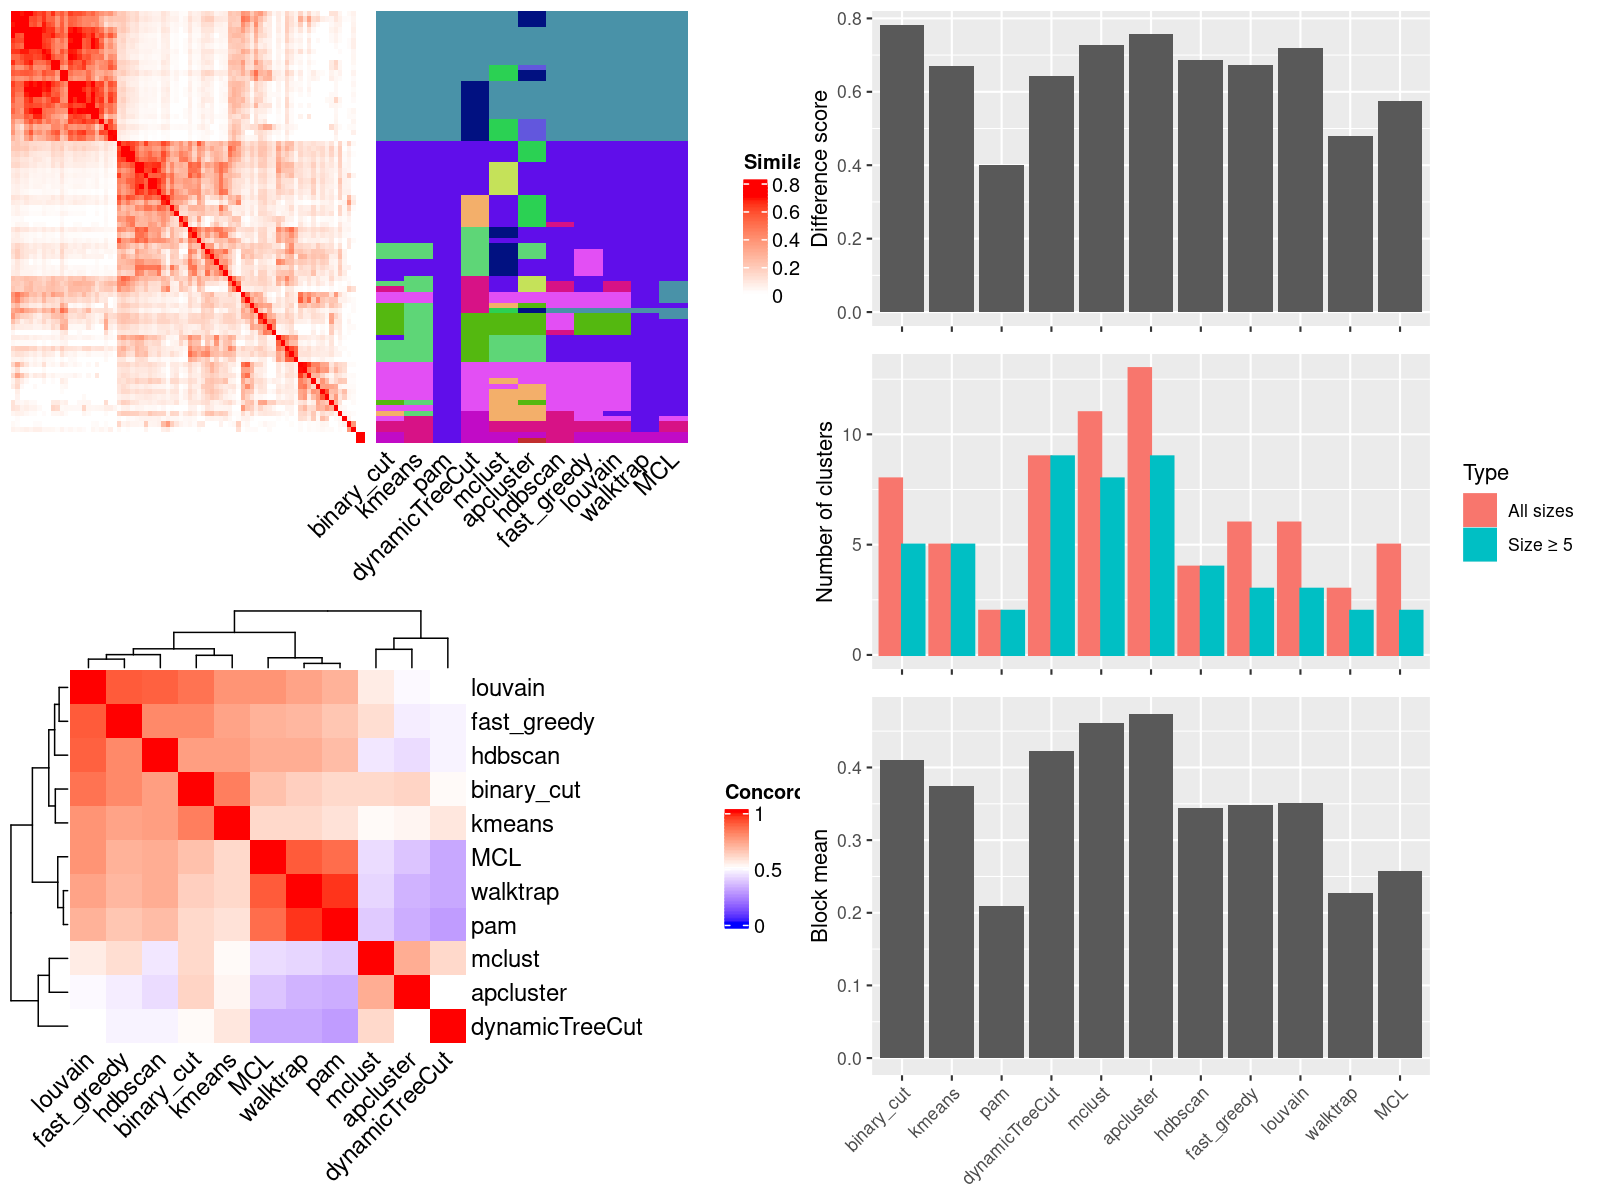 Simila
0.8
0.6
0.4
0.2
0
binary_cut
kmeans
pam
dynamicTreeCut
mclust
apcluster
hdbscan
fast_greedy
louvain
walktrap
MCL
louvain
fast_greedy
hdbscan
binary_cut
kmeans
MCL
walktrap
pam
mclust
apcluster
dynamicTreeCut
louvain
fast_greedy
hdbscan
binary_cut
kmeans
MCL
walktrap
pam
mclust
apcluster
dynamicTreeCut
Concord
1
0.5
0
Difference score
0.8
0.6
0.4
0.2
0.0
Number of clusters
10
5
0
Type
All sizes
Size ≥ 5
Block mean
0.4
0.3
0.2
0.1
0.0
binary_cut
kmeans
pam
dynamicTreeCut
mclust
apcluster
hdbscan
fast_greedy
louvain
walktrap
MCL